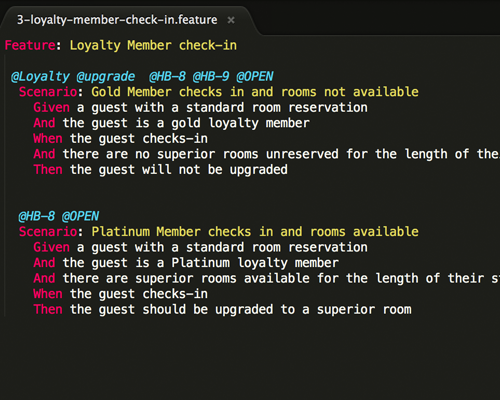 3-loyalty-member-check-in.feature ×
Feature: Loyalty Member check-in
@Loyalty @upgrade @HB-8 @HB-9 @OPEN
Scenario: Gold Member checks in and rooms not available
Given a guest with a standard room reservation
And the guest is a gold loyalty member
When the guest checks-in
And there are no superior rooms unreserved for the length of
Then the guest will not be upgraded
@HB-8 @OPEN
Scenario: Platinum Member checks in and rooms available
Given a guest with a standard room reservation
And the guest is a Platinum loyalty member
And there are superior rooms available for the length of their
When the guest checks-in
Then the guest should be upgraded to a superior room